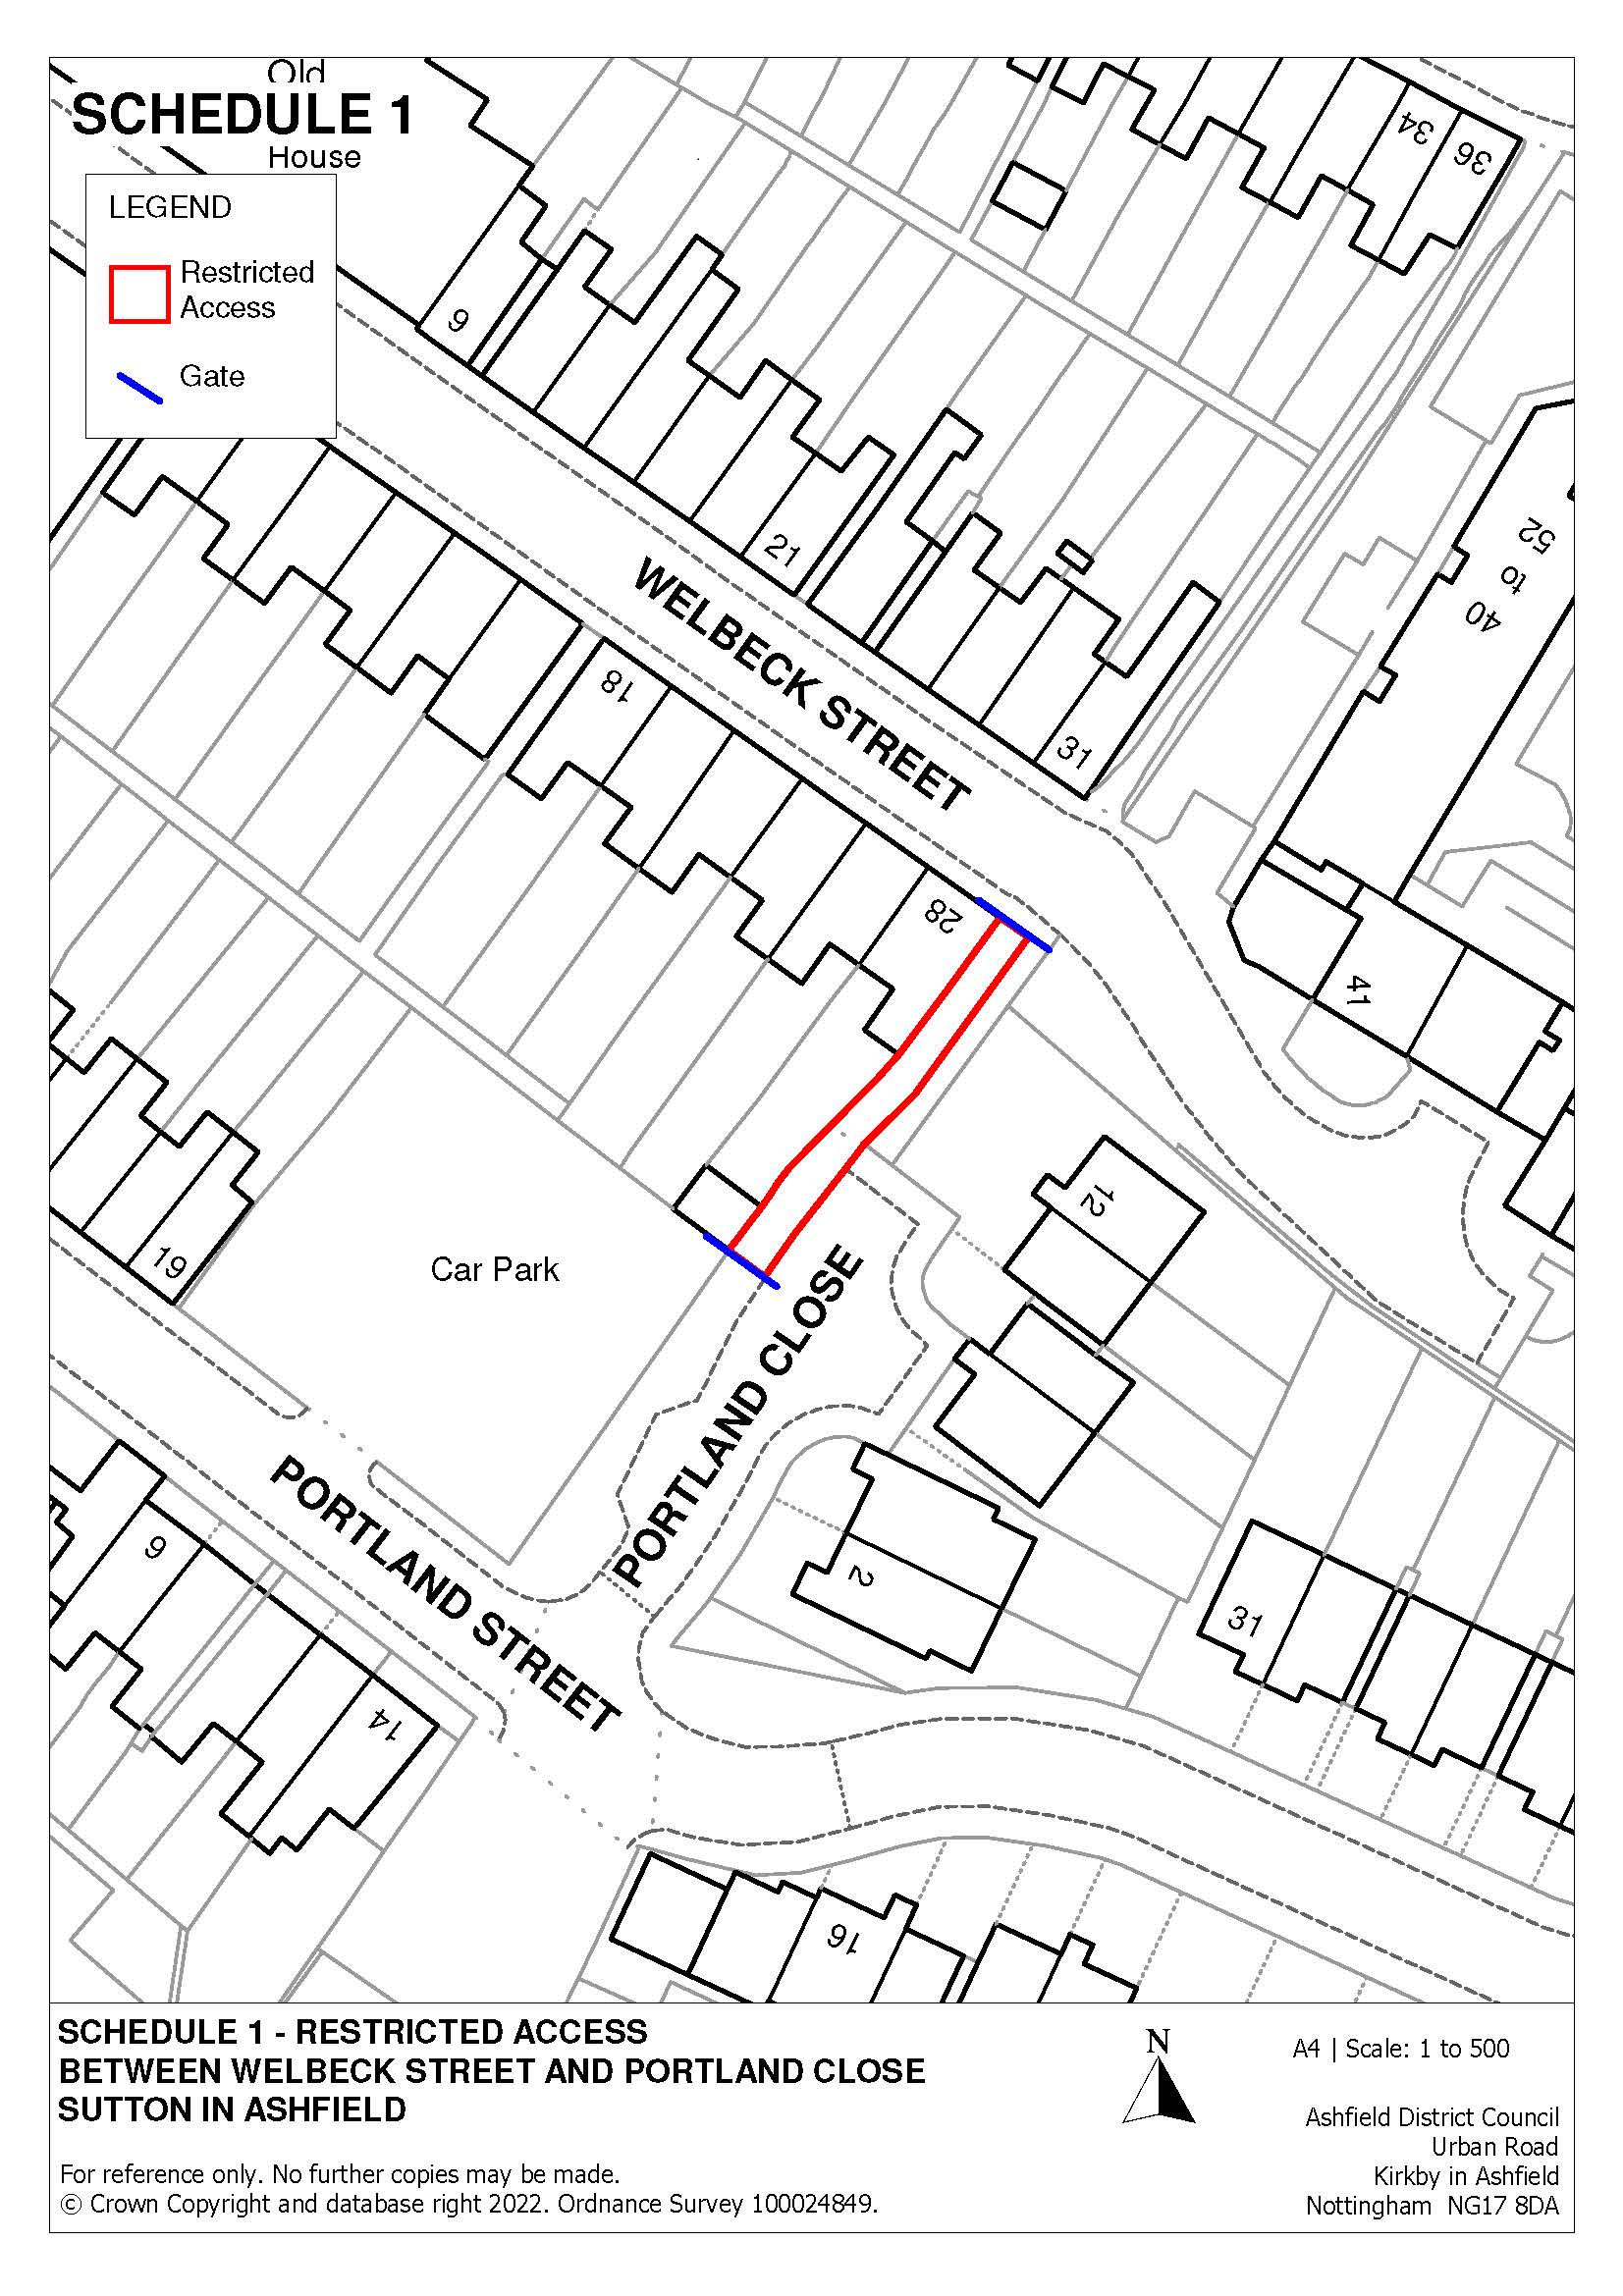 Old
SCHEDULE 1
House
LEGEND
Restricted
Access
Gate
34
36
9
21
52
to
40
WELBECK STREET
18
31
28
41
12
19
Car Park
PORTLAND CLOSE
PORTLAND STREET
9
2
31
14
16
SCHEDULE 1 - RESTRICTED ACCESS
BETWEEN WELBECK STREET AND PORTLAND CLOSE
SUTTON IN ASHFIELD
For reference only. No further copies may be made.
© Crown Copyright and database right 2022. Ordnance Survey 100024849.
N
A4 | Scale: 1 to 500
Ashfield District Council
Urban Road
Kirkby in Ashfield
Nottingham NG17 8DA